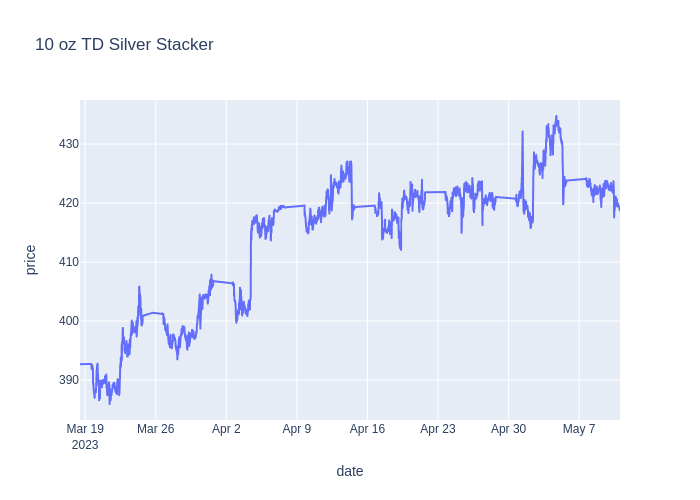 10 oz TD Silver Stacker
430
420
410
400
390
price
Mar 19
2023
Mar 26
Apr 2
Apr 9
Apr 16
Apr 23
Apr 30
May 7
date